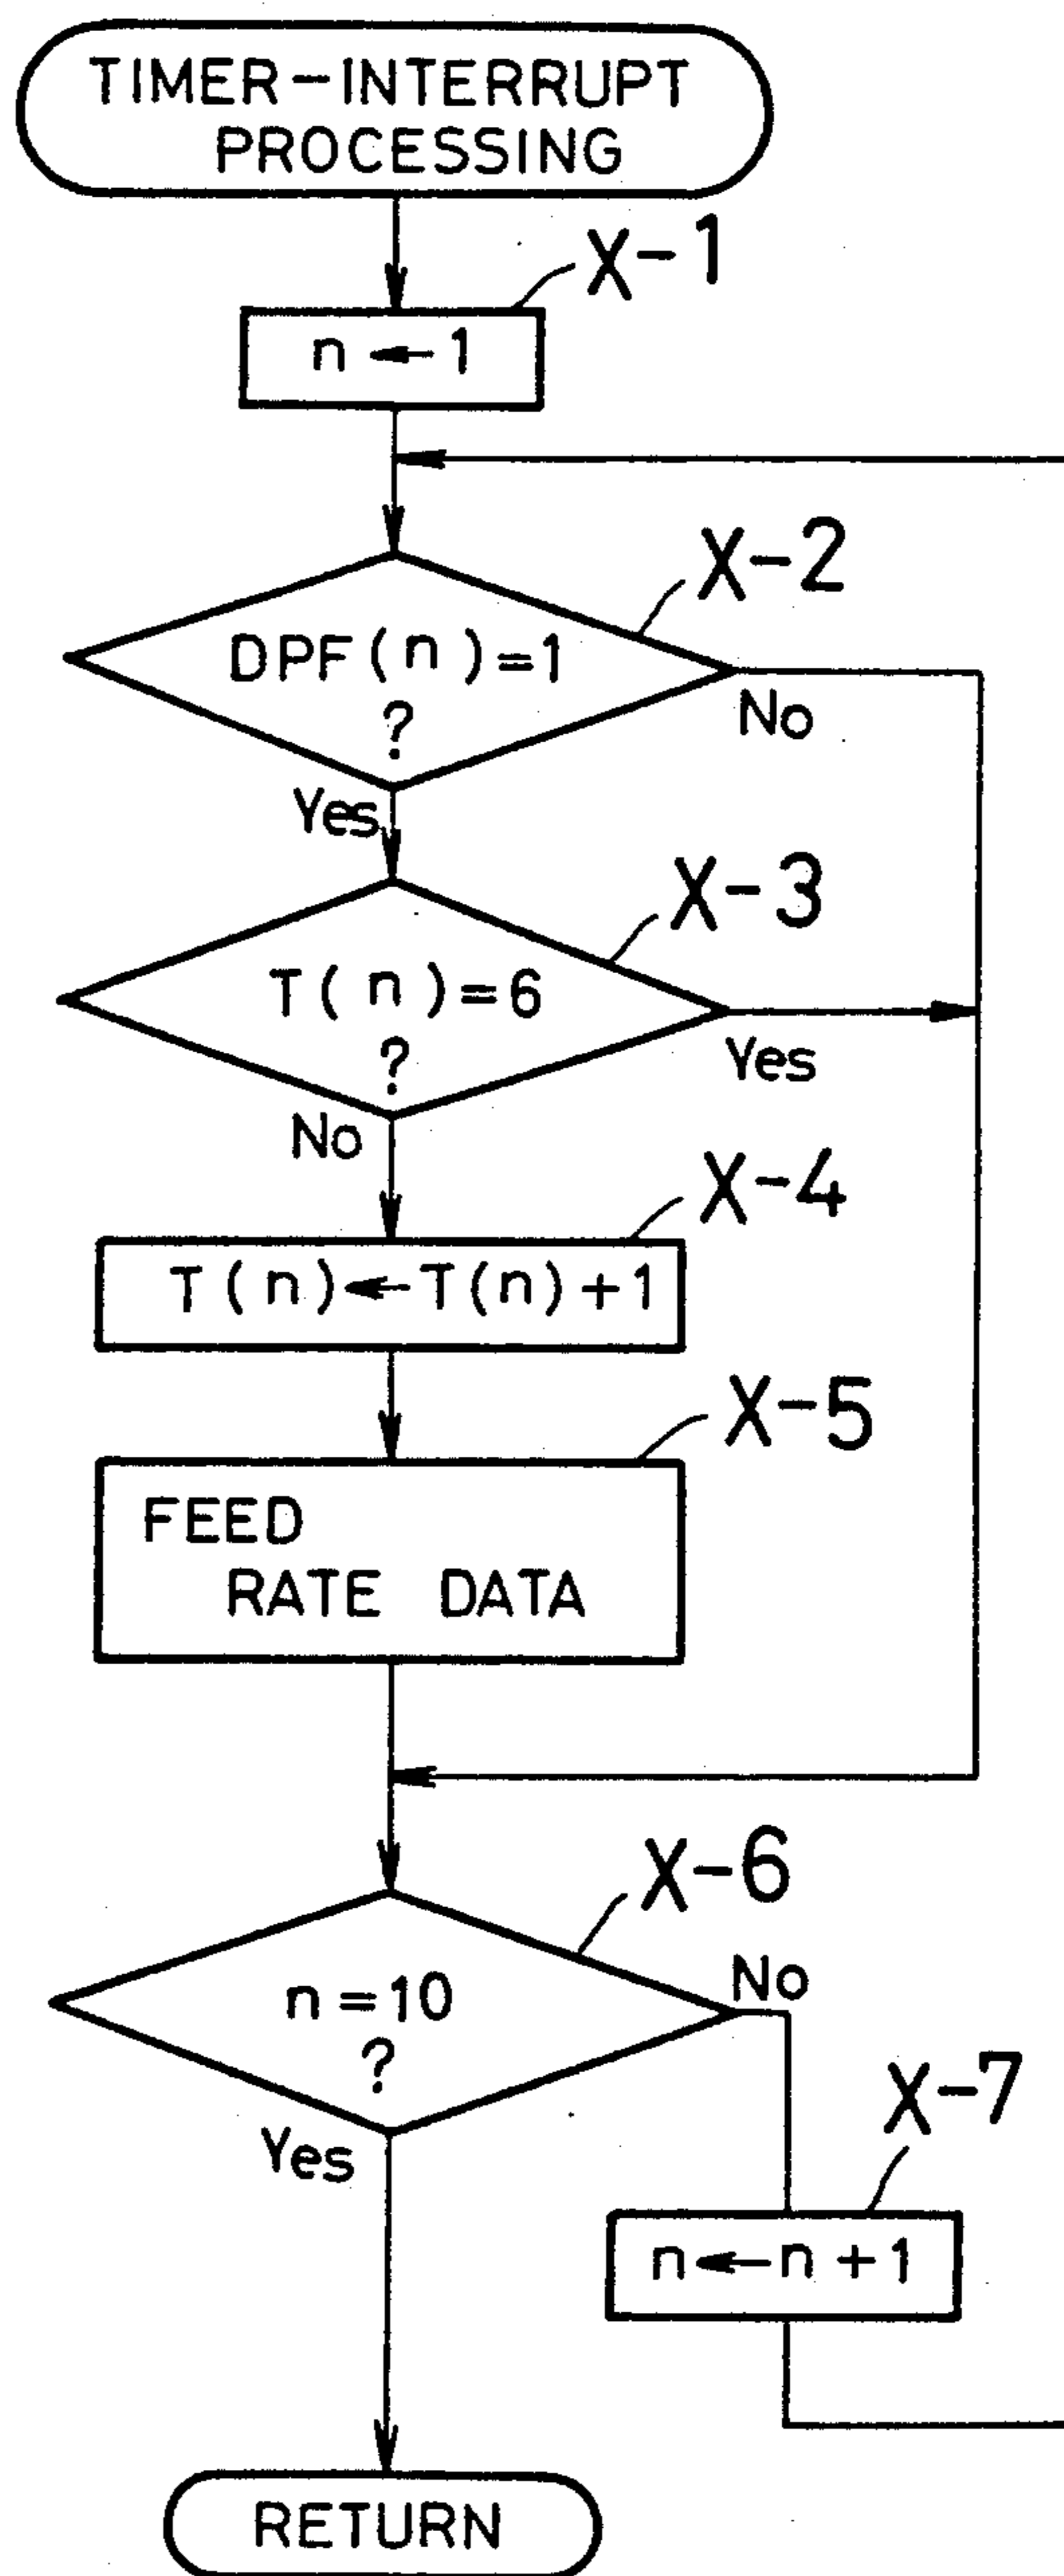 TIMER-INTERRUPT
PROCESSING
X-1
n ← 1
X-2
DPF(n)=1
?
No
Yes
X-3
T(n)=6
?
Yes
No
X-4
T(n)←T(n)+1
X-5
FEED
RATE DATA
X-6
n=10
?
No
Yes
X-7
n←n+1
RETURN